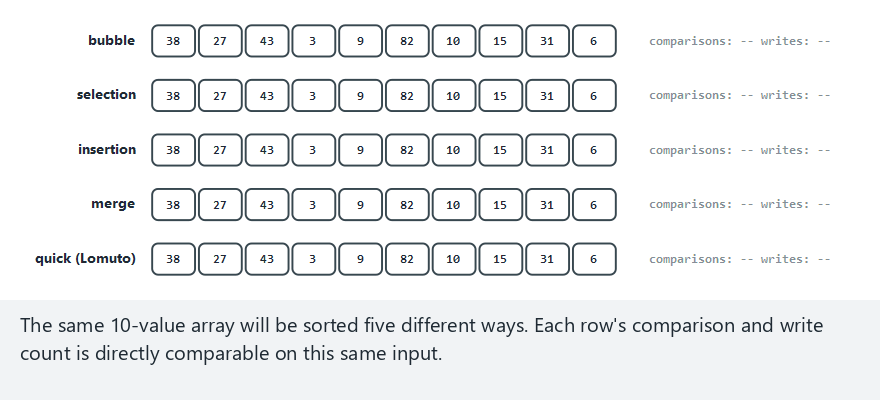 bubble 38 27 43 3 9 82 10 15 31 6 comparisons: -- writes: --
selection 38 27 43 3 9 82 10 15 31 6 comparisons: -- writes: --
insertion 38 27 43 3 9 82 10 15 31 6 comparisons: -- writes: --
merge 38 27 43 3 9 82 10 15 31 6 comparisons: -- writes: --
quick (Lomuto) 38 27 43 3 9 82 10 15 31 6 comparisons: -- writes: --
The same 10-value array will be sorted five different ways. Each row's comparison and write
count is directly comparable on this same input.